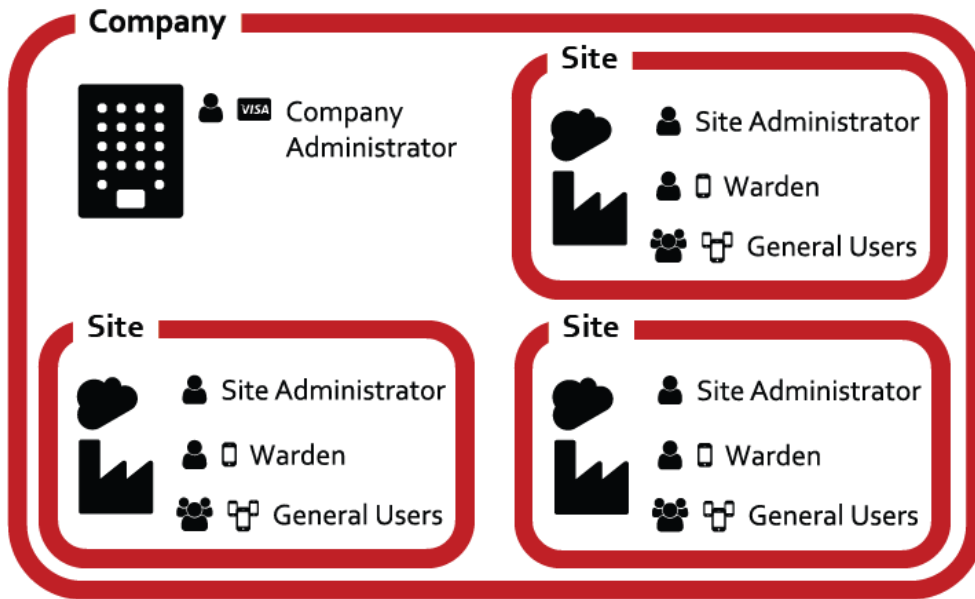 Company
VISA
Company
Administrator
Site
Site Administrator
Warden
General Users
Site
Site Administrator
Warden
General Users
Site
Site Administrator
Warden
General Users